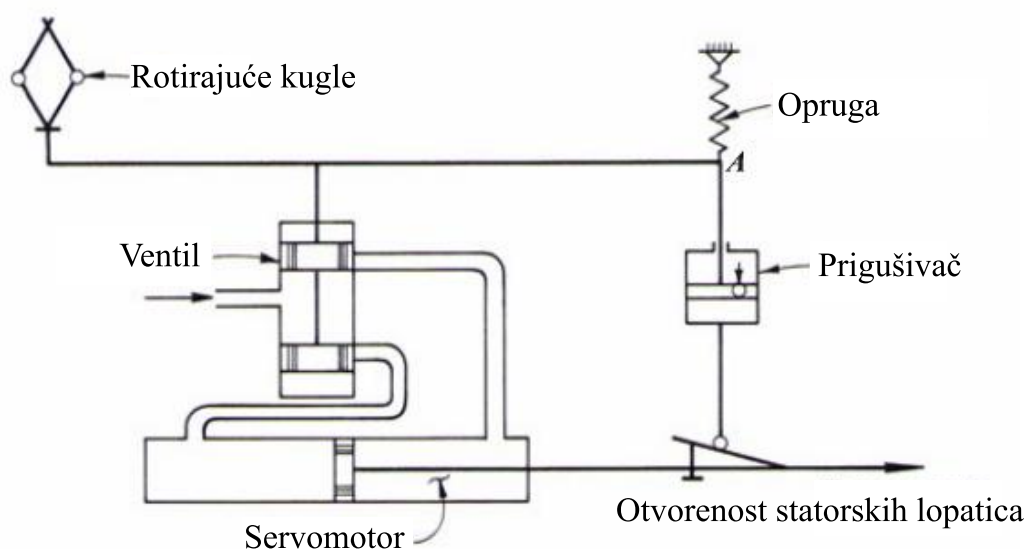 Rotirajuće kugle
Opruga
A
Ventil
Prigušivač
Otvorenost statorskih lopatica
Servomotor